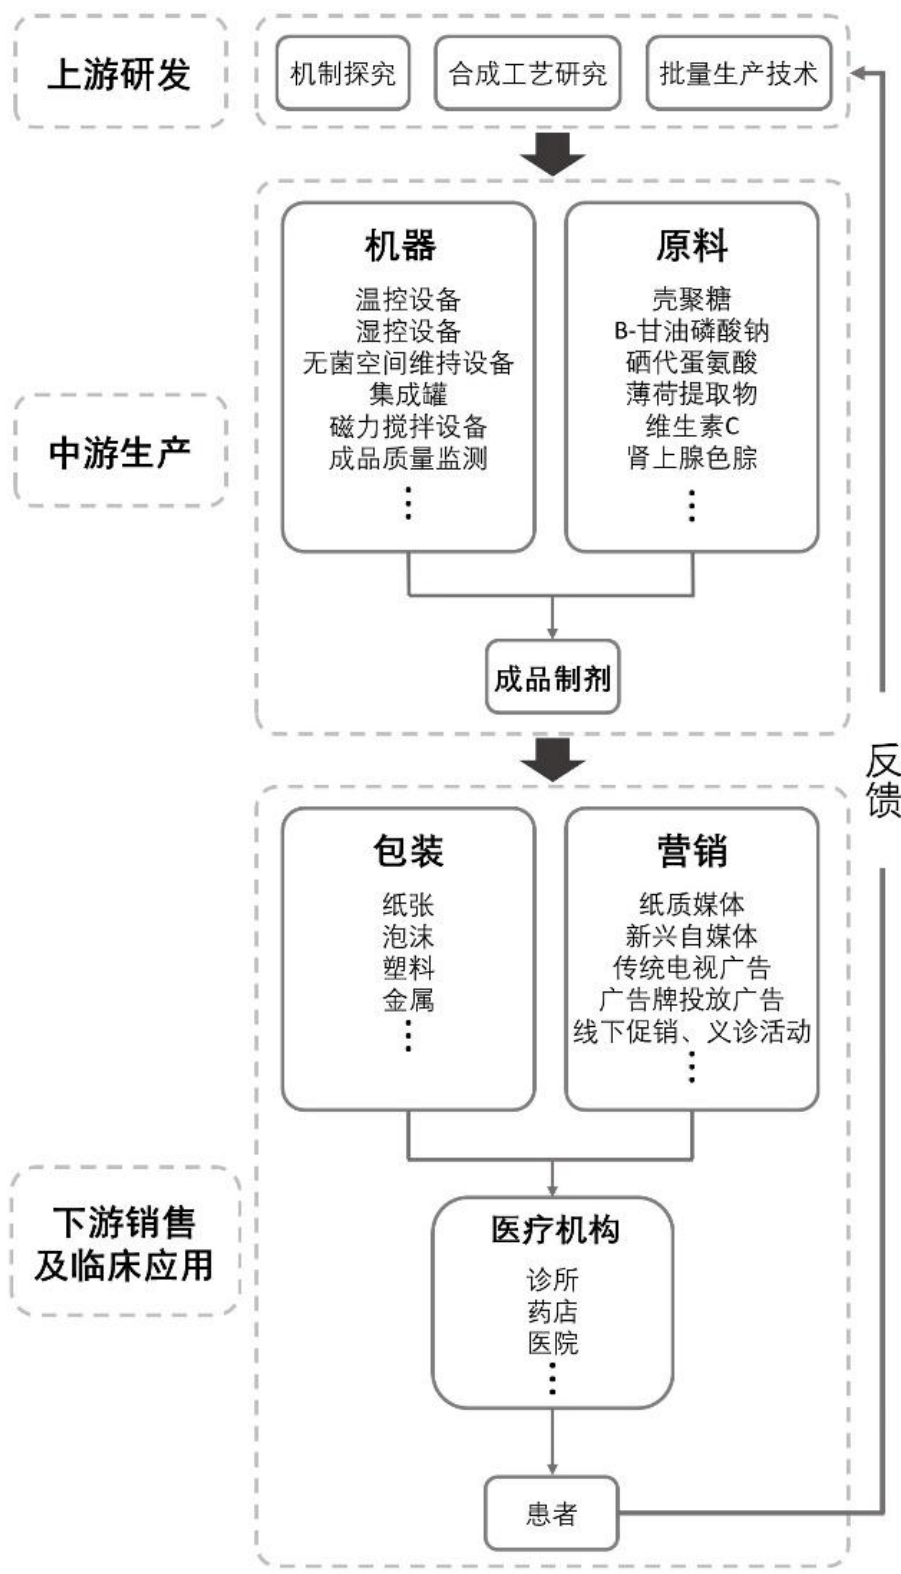 上游研发
机制探究
合成工艺研究
批量生产技术
中游生产
机器
温控设备
湿控设备
无菌空间维持设备
集成罐
磁力搅拌设备
成品质量监测
⋮
原料
壳聚糖
B-甘油磷酸钠
硒代蛋氨酸
薄荷提取物
维生素C
肾上腺色腙
⋮
成品制剂
下游销售
及临床应用
包装
纸张
泡沫
塑料
金属
⋮
营销
纸质媒体
新兴自媒体
传统电视广告
广告牌投放广告
线下促销、义诊活动
⋮
医疗机构
诊所
药店
医院
⋮
患者
反
馈